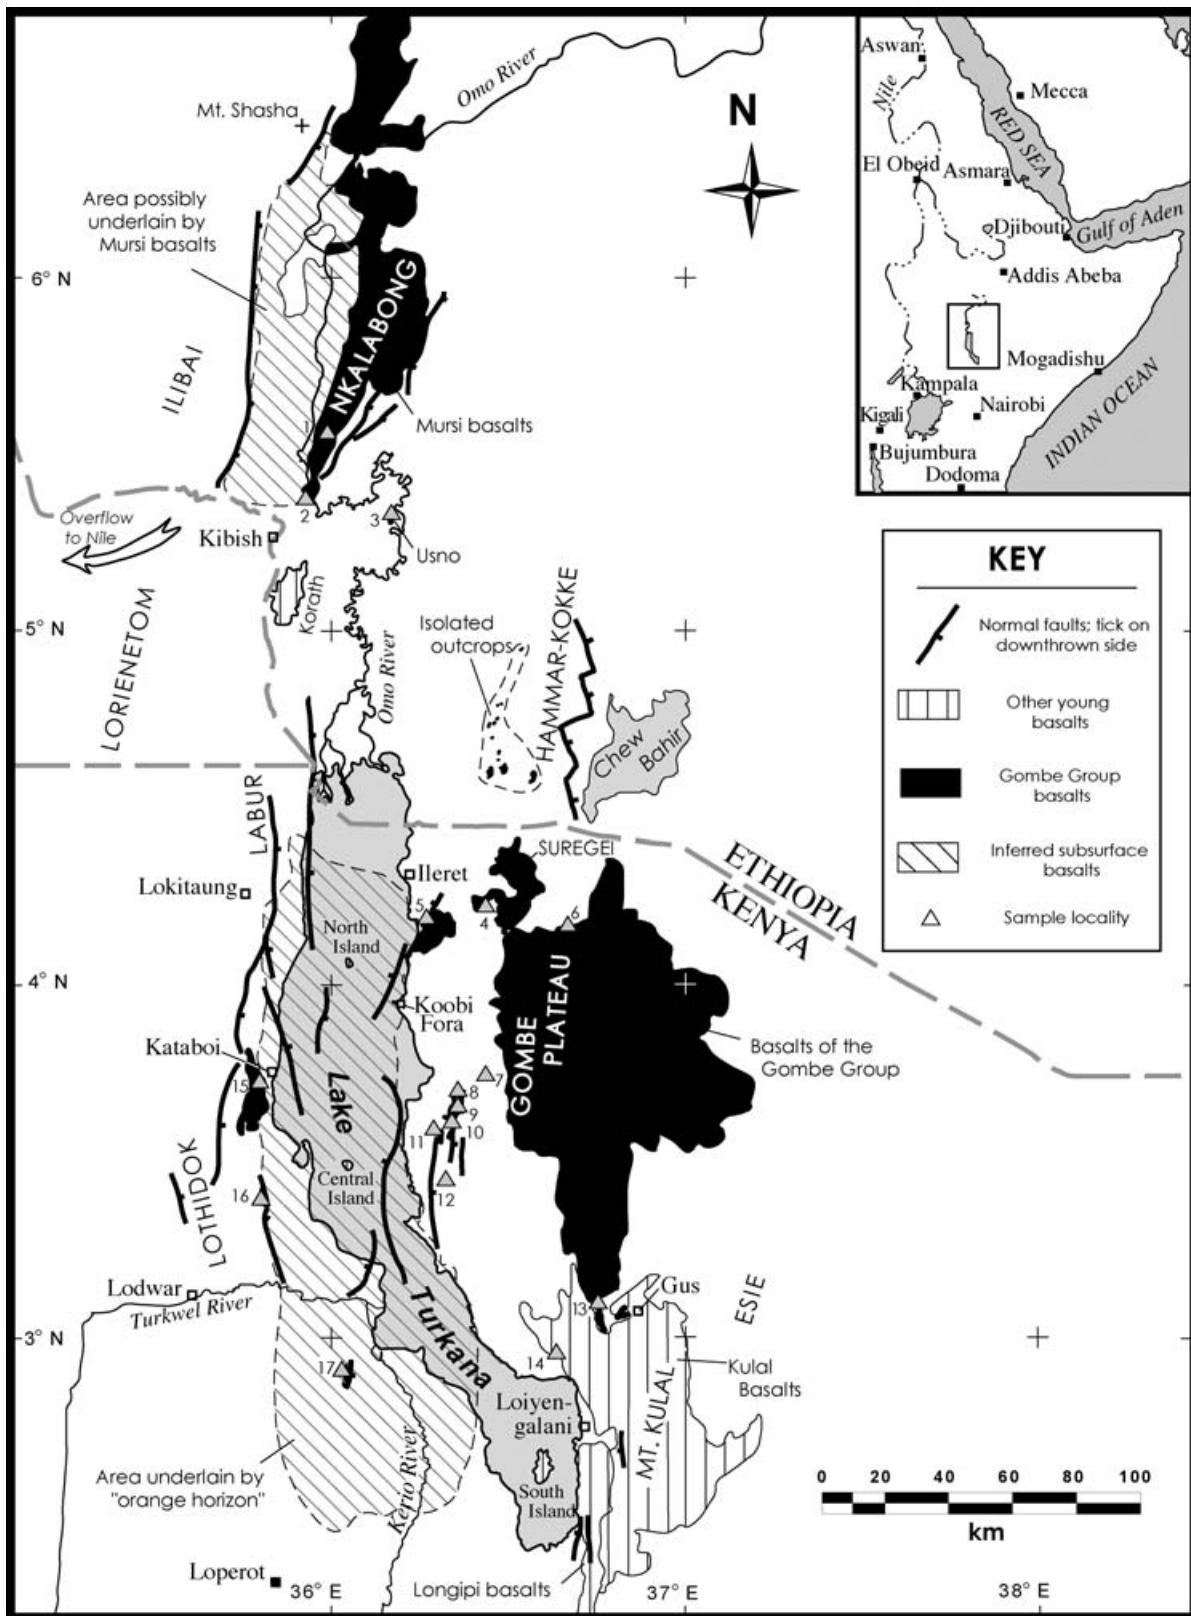 Omo River
Mt. Shasha
N
Area possibly
underlain by
Mursi basalts
6° N
NKALABONG
ILIBAI
1
Mursi basalts
2
3
Overflow
to Nile
Kibish
Usno
Korath
5° N
LORIENETOM
Omo River
Isolated
outcrops
HAMMAR-KOKKE
Chew
Bahir
LABUR
SUREGEI
ETHIOPIA
KENYA
Lokitaung
Ileret
5
4
6
North
Island
4° N
Koobi
Fora
GOMBE
PLATEAU
Kataboi
Basalts of the
Gombe Group
15
Lake
7
8
9
10
11
12
Central
Island
16
LOTHIDOK
Lodwar
Turkwel River
Turkana
13
Gus
ESIE
3° N
14
17
Kulal
Basalts
Loiyen-
galani
MT. KULAL
Area underlain by
"orange horizon"
Kerio River
South
Island
Loperot
36° E
Longipi basalts
37° E
38° E
0 20 40 60 80 100
km
Aswan
Nile
Mecca
RED SEA
El Obeid
Asmara
Djibouti
Gulf of Aden
Addis Abeba
Mogadishu
Kampala
Kigali
Nairobi
Bujumbura
Dodoma
INDIAN OCEAN
KEY
Normal faults; tick on
downthrown side
Other young
basalts
Gombe Group
basalts
Inferred subsurface
basalts
Sample locality